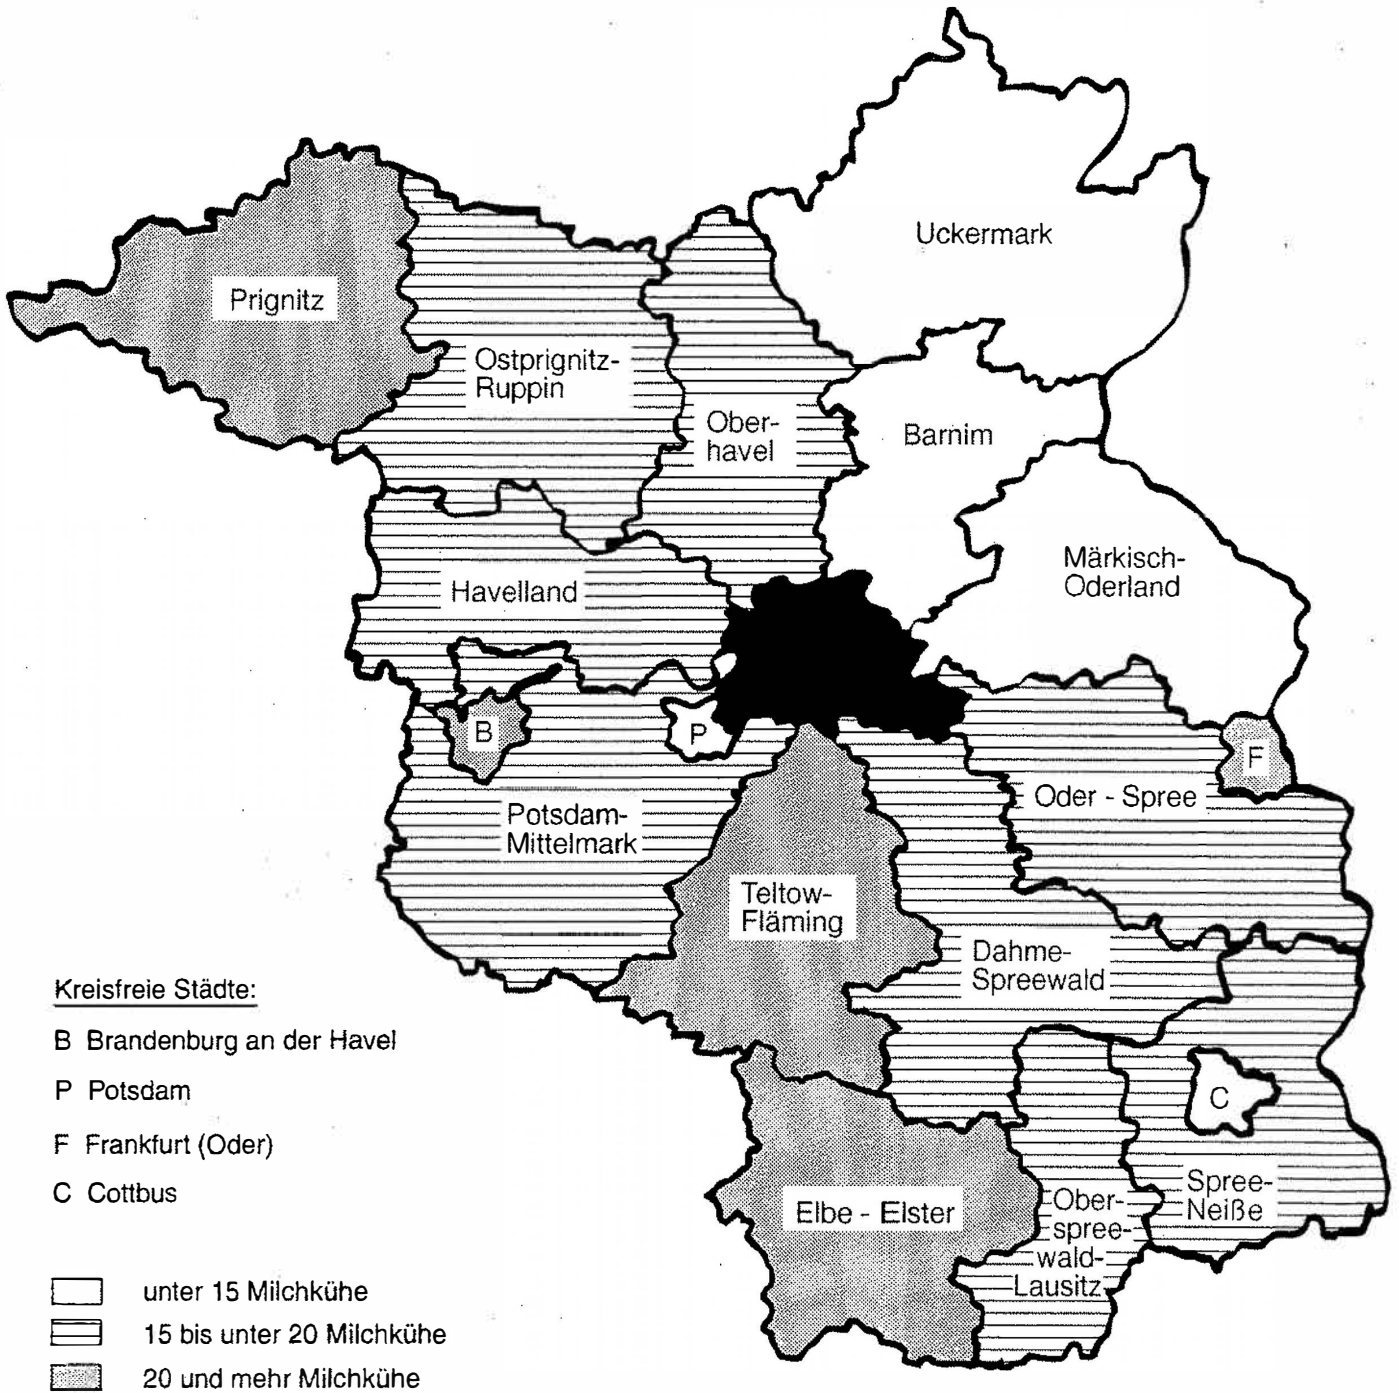 Uckermark
Prignitz
Ostprignitz-
Ruppin
Ober-
havel
Barnim
Märkisch-
Oderland
Havelland
B
P
F
Oder - Spree
Potsdam-
Mittelmark
Teltow-
Fläming
Dahme-
Spreewald
C
Spree-
Neiße
Elbe - Elster
Ober-
spree-
wald-
Lausitz
Kreisfreie Städte:
B Brandenburg an der Havel
P Potsdam
F Frankfurt (Oder)
C Cottbus
unter 15 Milchkühe
15 bis unter 20 Milchkühe
20 und mehr Milchkühe